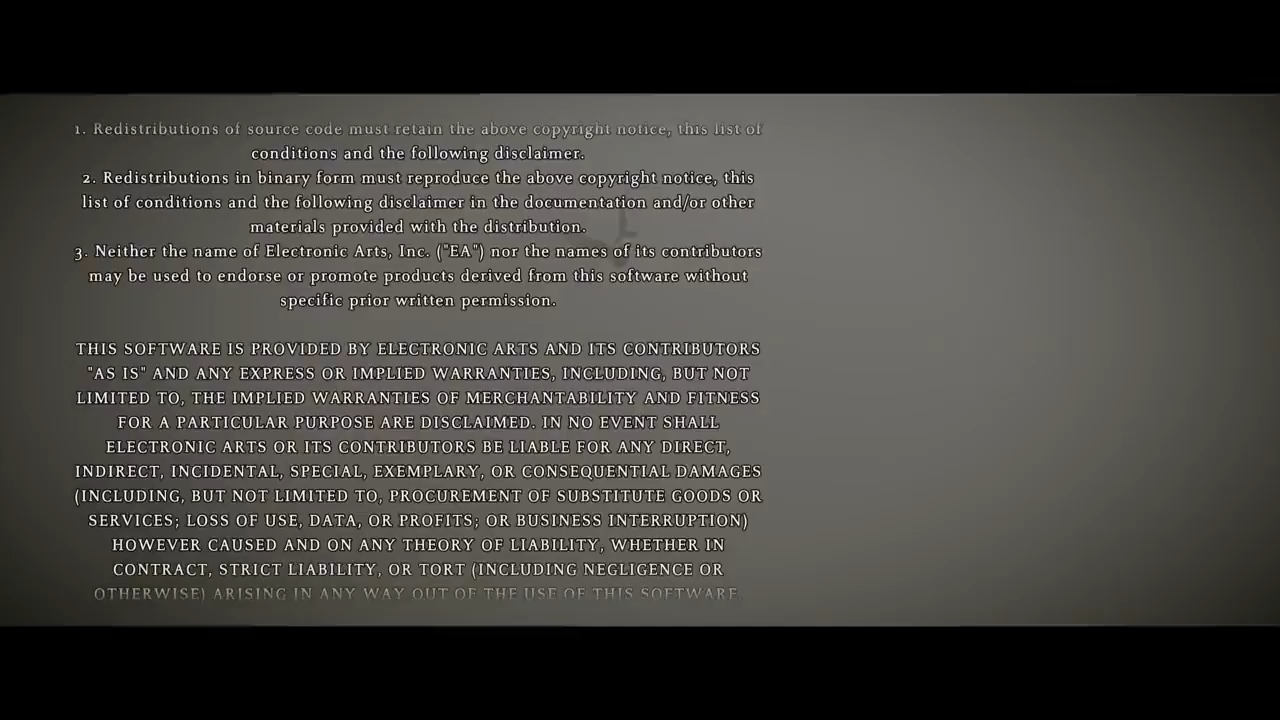 1. Redistributions of source code must retain the above copyright notice, this list of
conditions and the following disclaimer.
2. Redistributions in binary form must reproduce the above copyright notice, this
list of conditions and the following disclaimer in the documentation and/or other
materials provided with the distribution.
3. Neither the name of Electronic Arts, Inc. ("EA") nor the names of its contributors
may be used to endorse or promote products derived from this software without
specific prior written permission.
THIS SOFTWARE IS PROVIDED BY ELECTRONIC ARTS AND ITS CONTRIBUTORS
"AS IS" AND ANY EXPRESS OR IMPLIED WARRANTIES, INCLUDING, BUT NOT
LIMITED TO, THE IMPLIED WARRANTIES OF MERCHANTABILITY AND FITNESS
FOR A PARTICULAR PURPOSE ARE DISCLAIMED. IN NO EVENT SHALL
ELECTRONIC ARTS OR ITS CONTRIBUTORS BE LIABLE FOR ANY DIRECT,
INDIRECT, INCIDENTAL, SPECIAL, EXEMPLARY, OR CONSEQUENTIAL DAMAGES
(INCLUDING, BUT NOT LIMITED TO, PROCUREMENT OF SUBSTITUTE GOODS OR
SERVICES; LOSS OF USE, DATA, OR PROFITS; OR BUSINESS INTERRUPTION)
HOWEVER CAUSED AND ON ANY THEORY OF LIABILITY, WHETHER IN
CONTRACT, STRICT LIABILITY, OR TORT (INCLUDING NEGLIGENCE OR
OTHERWISE) ARISING IN ANY WAY OUT OF THE USE OF THIS SOFTWARE,